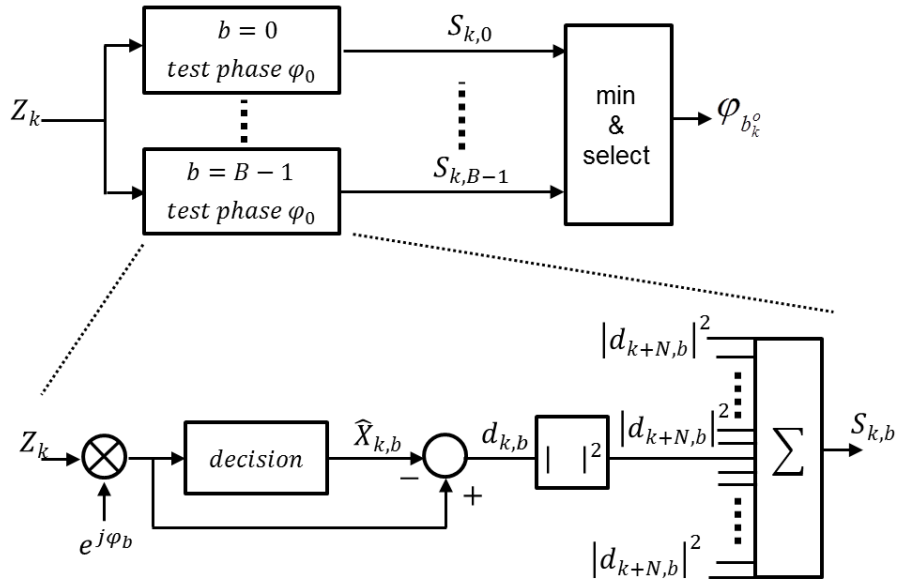 b = 0
test phase φ₀
S_{k,0}
Z_k
min
&
select
φ_{b_k^o}
b = B − 1
test phase φ₀
S_{k,B−1}
|d_{k+N,b}|²
Z_k
decision
X̂_{k,b}
d_{k,b}
| |²
|d_{k+N,b}|²
∑
S_{k,b}
−
+
e^{jφ_b}
|d_{k+N,b}|²